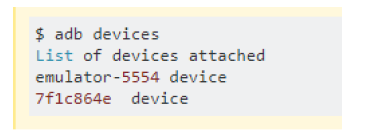 $ adb devices
List of devices attached
emulator-5554 device
7f1c864e  device